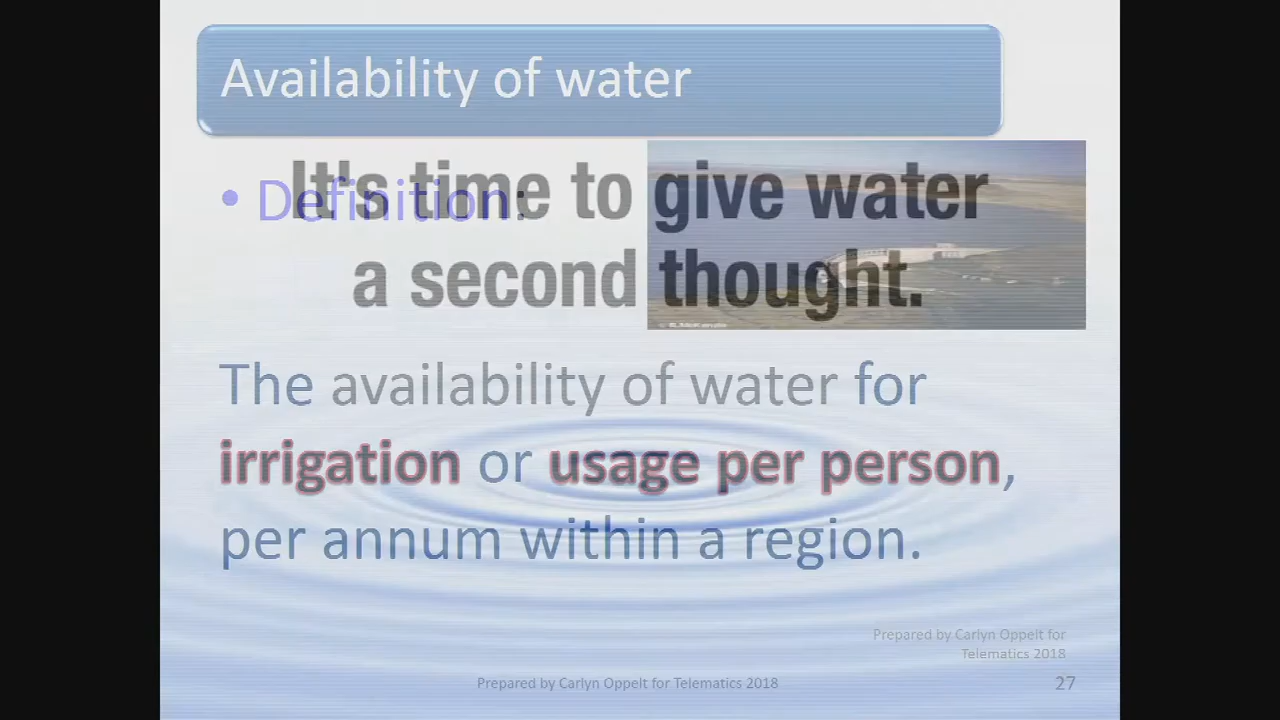 Availability of water
• Definition:
It's time to give water
a second thought.
The availability of water for
irrigation or usage per person,
per annum within a region.
Prepared by Carlyn Oppelt for
Telematics 2018
Prepared by Carlyn Oppelt for Telematics 2018
27